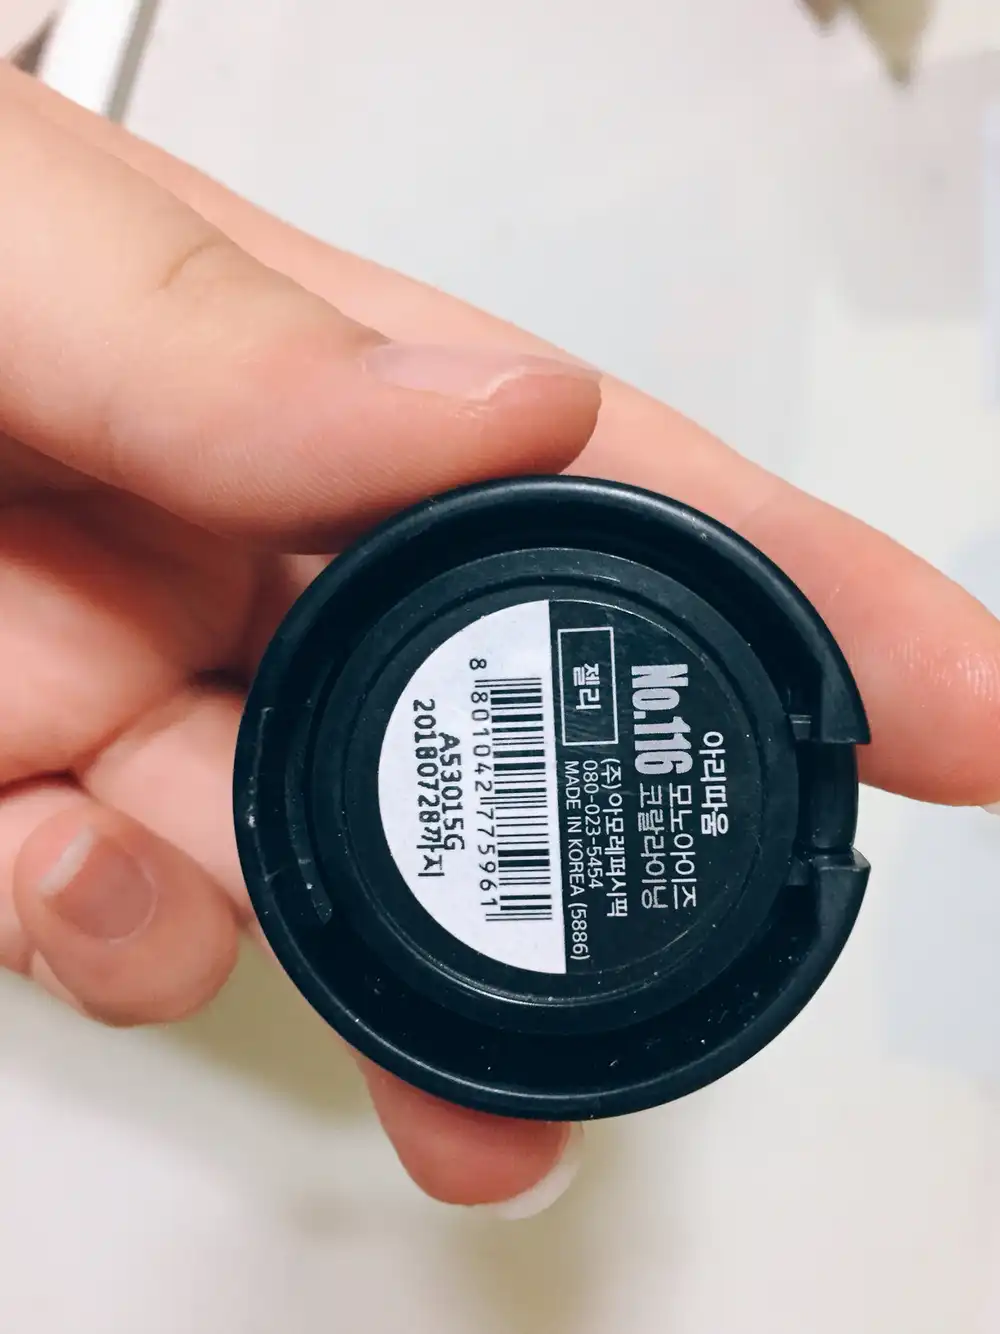 아리따움
모노아이즈
No.116 코랄라이닝
젤리
(주)아모레퍼시픽
080-023-5454
MADE IN KOREA (5886)
8 801042 775961
A53015G
20180728까지